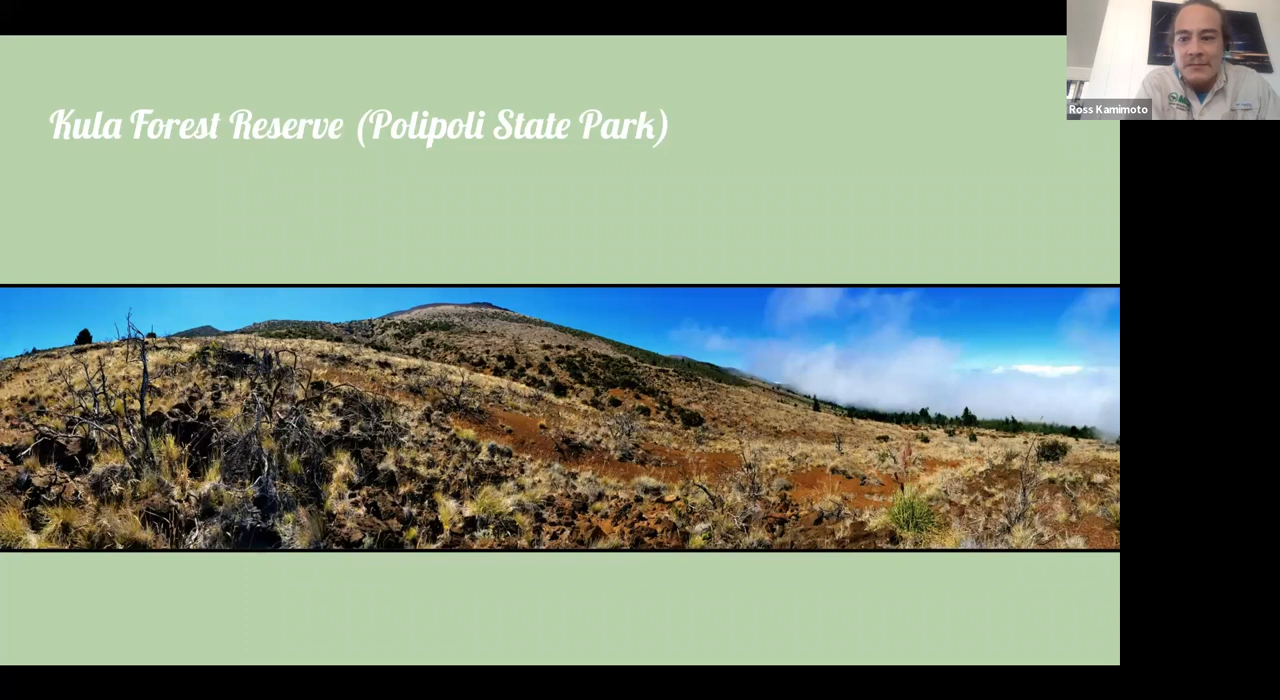 Kula Forest Reserve (Polipoli State Park)
Ross Kamimoto